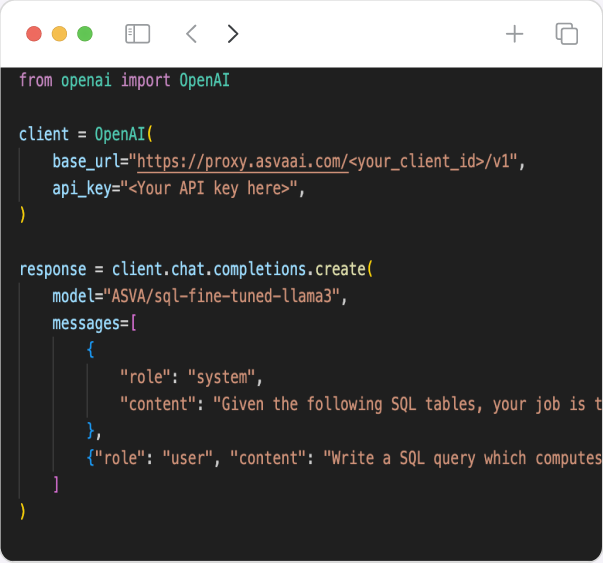 from openai import OpenAI
client = OpenAI(
base_url="https://proxy.asvaai.com/<your_client_id>/v1",
api_key="<Your API key here>",
)
response = client.chat.completions.create(
model="ASVA/sql-fine-tuned-llama3",
messages=[
{
"role": "system",
"content": "Given the following SQL tables, your job is t
},
{"role": "user", "content": "Write a SQL query which computes
]
)